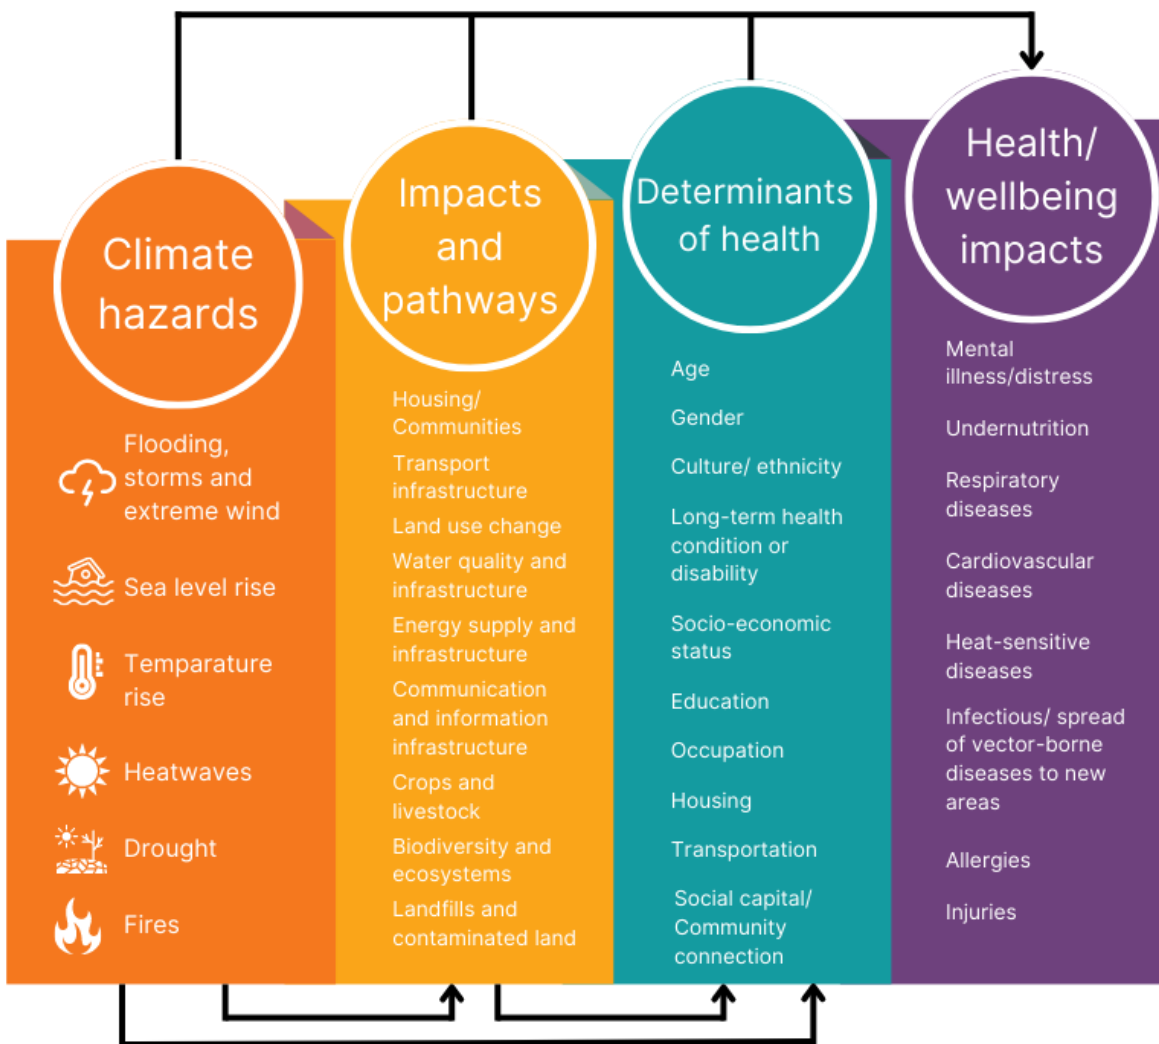 Climate
hazards
Flooding,
storms and
extreme wind
Sea level rise
Temparature
rise
Heatwaves
Drought
Fires
Impacts
and
pathways
Housing/
Communities
Transport
infrastructure
Land use change
Water quality and
infrastructure
Energy supply and
infrastructure
Communication
and information
infrastructure
Crops and
livestock
Biodiversity and
ecosystems
Landfills and
contaminated land
Determinants
of health
Age
Gender
Culture/ ethnicity
Long-term health
condition or
disability
Socio-economic
status
Education
Occupation
Housing
Transportation
Social capital/
Community
connection
Health/
wellbeing
impacts
Mental
illness/distress
Undernutrition
Respiratory
diseases
Cardiovascular
diseases
Heat-sensitive
diseases
Infectious/ spread
of vector-borne
diseases to new
areas
Allergies
Injuries